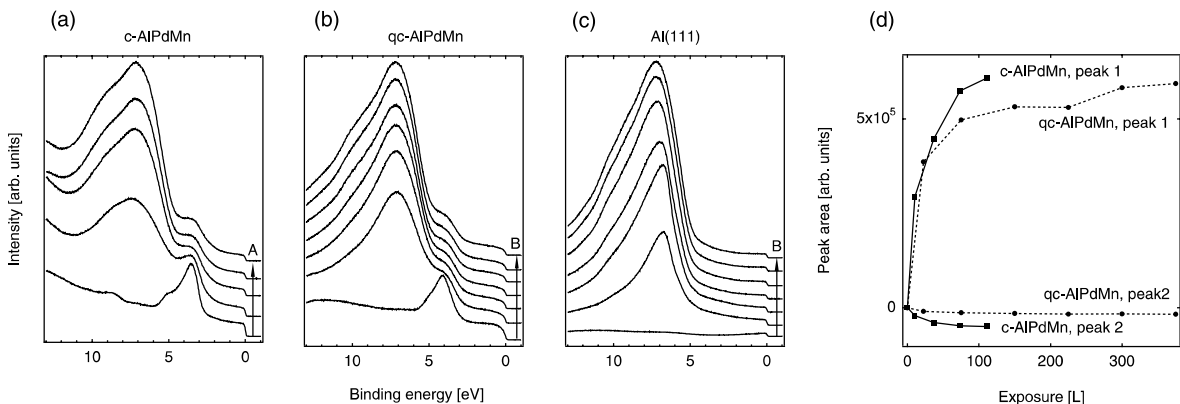 (a)
c-AlPdMn
(b)
qc-AlPdMn
(c)
Al(111)
(d)
Intensity [arb. units]
A
B
B
10
5
0
10
5
0
10
5
0
Binding energy [eV]
Peak area [arb. units]
5x10⁵
0
c-AlPdMn, peak 1
qc-AlPdMn, peak 1
qc-AlPdMn, peak2
c-AlPdMn, peak 2
0
100
200
300
Exposure [L]